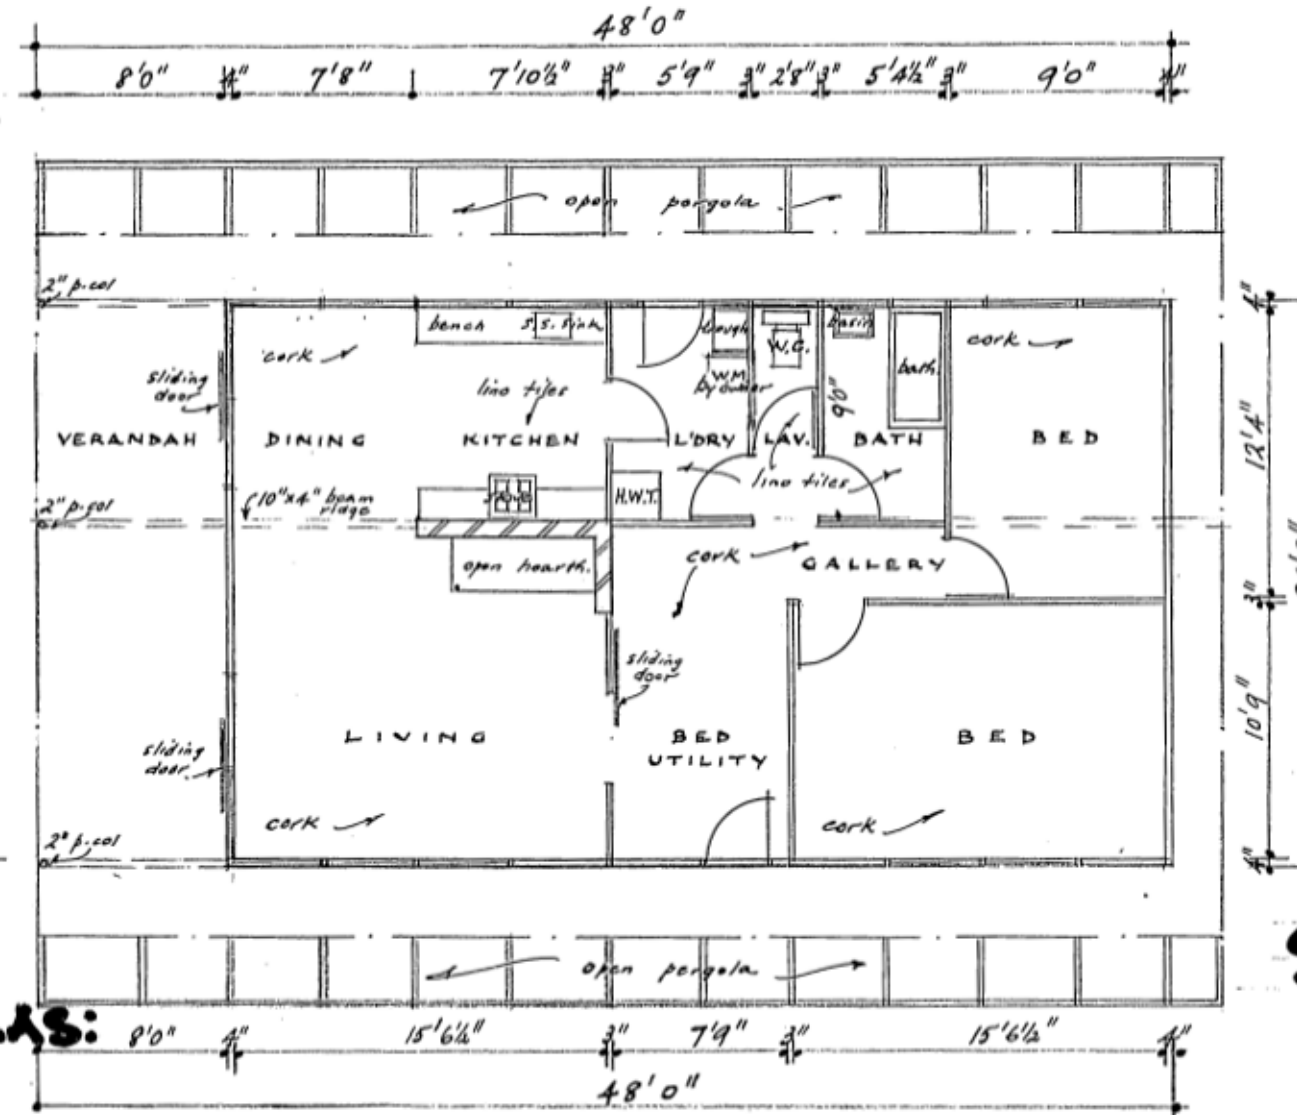 48'0"
8'0" 4" 7'8" 7'10½" 3" 5'9" 3" 2'8" 3" 5'4½" 3" 9'0" 4"
open pergola
2" p.col
bench s.s. sink
trough
W.C.
basin
bath
cork
cork
sliding door
lino tiles
W.M. by owner
9'0"
4"
12'4"
VERANDAH DINING KITCHEN L'DRY LAV. BATH BED
2" p.col
10"x4" beam
ridge
stove
H.W.T.
lino tiles
open hearth.
cork
GALLERY
3"
sliding
door
10'9"
LIVING
BED
UTILITY
BED
sliding
door
cork
cork
2" p.col
4"
open pergola
AS:
8'0" 4" 15'6½" 3" 7'9" 3" 15'6½" 4"
48'0"